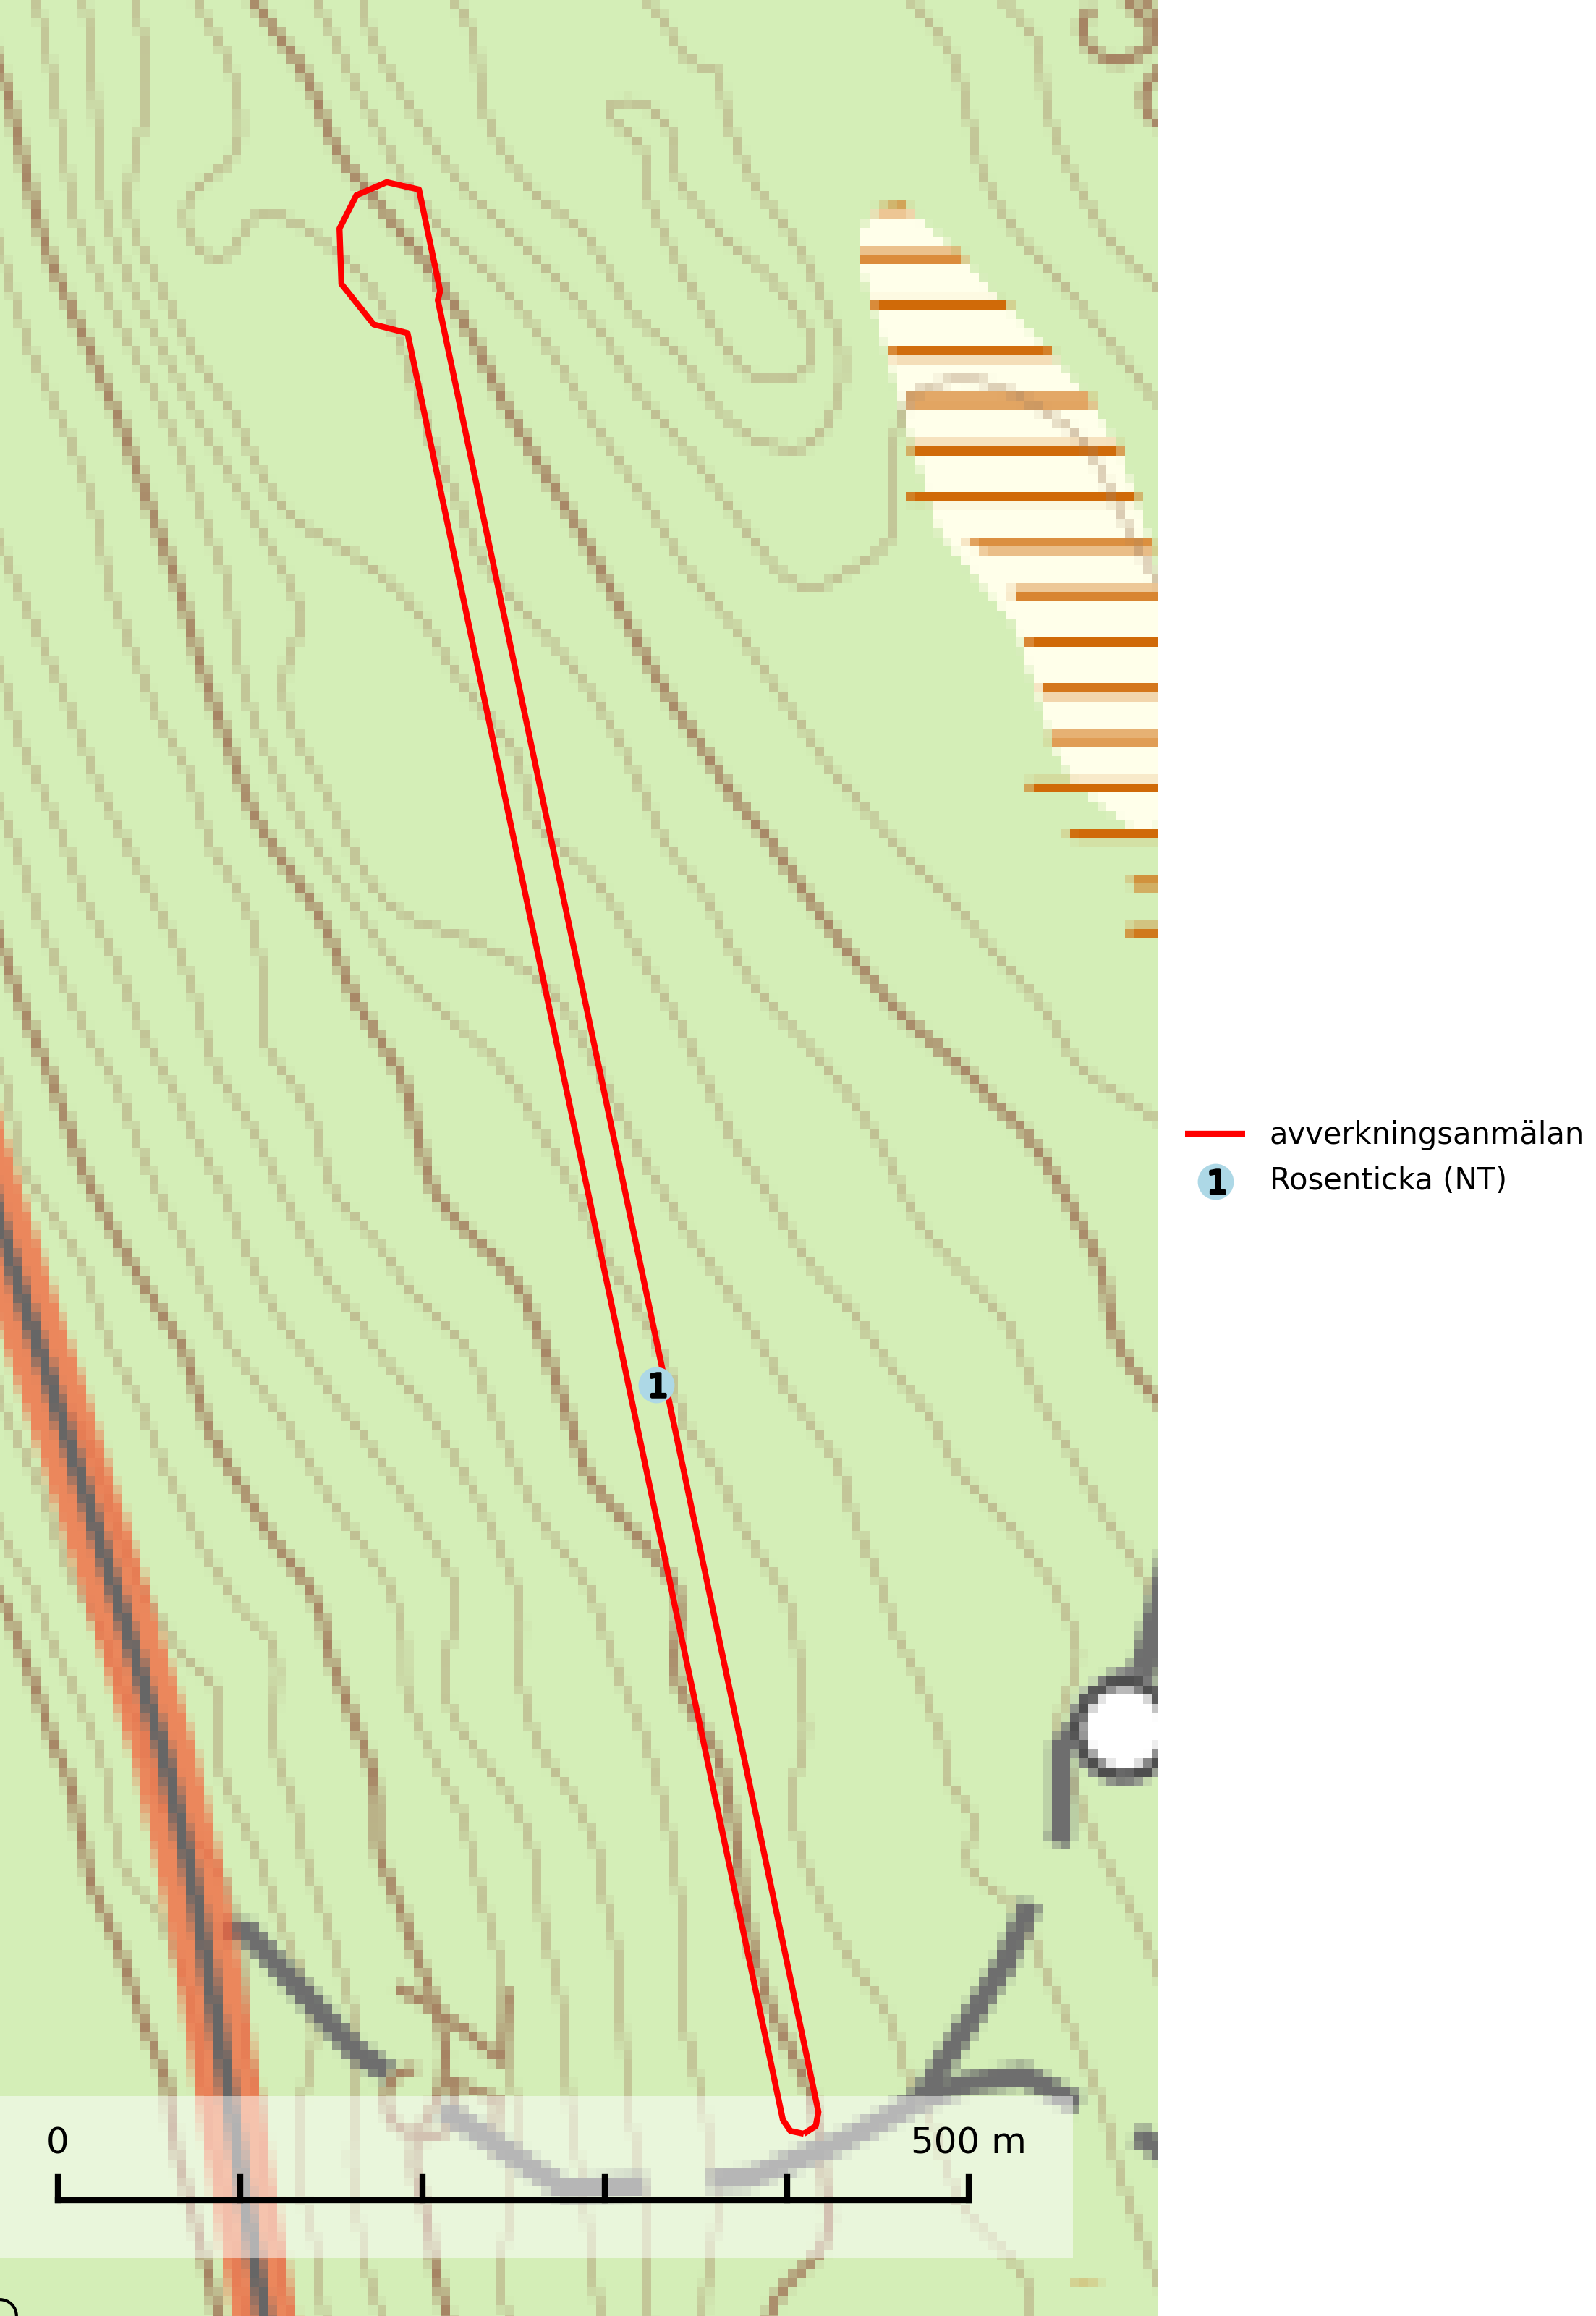 avverkningsanmälan
1 Rosenticka (NT)
1
0 500 m